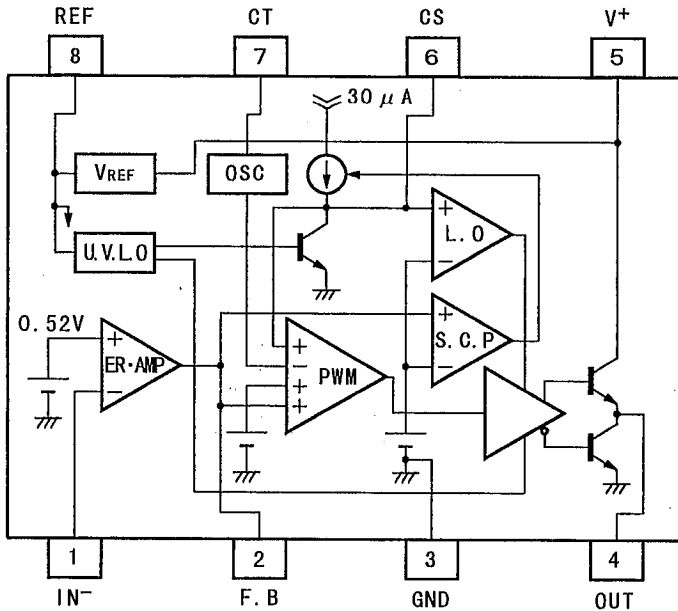 REF CT CS V+
8 7 6 5
30 μA
VREF OSC
+
L.O
U.V.L.O
−
0.52V
+
+
S.C.P
+
ER·AMP
−
−
PWM
−
+
+
1 2 3 4
IN− F.B GND OUT